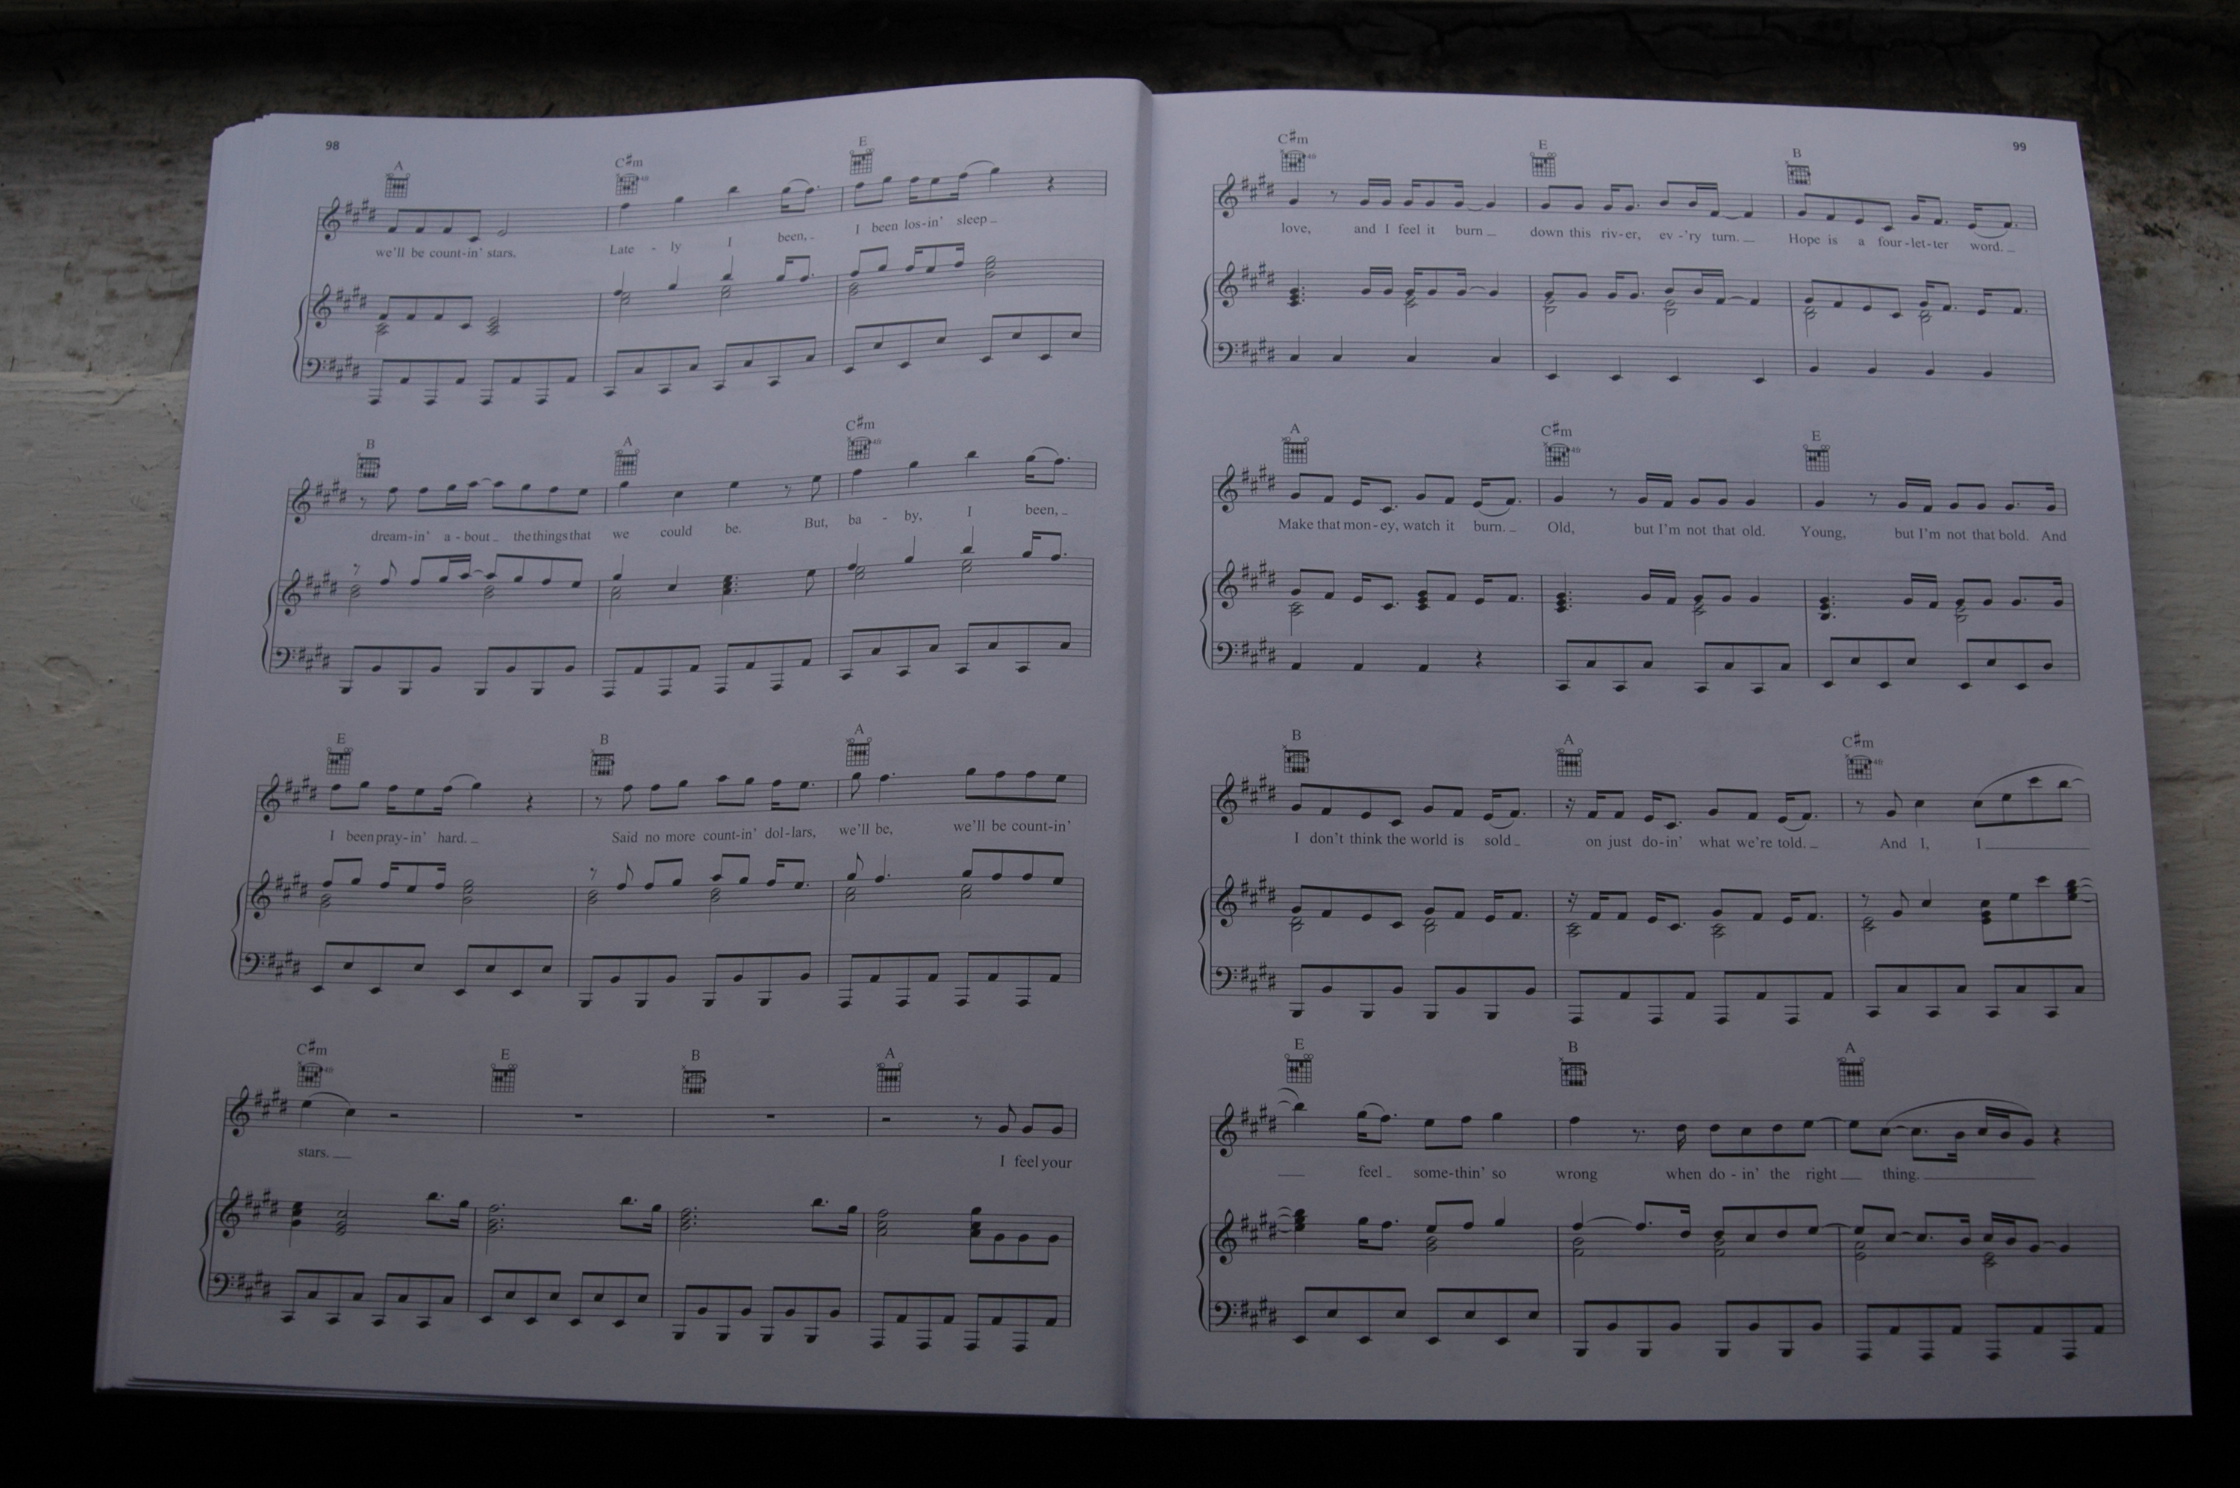 98
A C#m E
we'll be count-in' stars. Late - ly I been, I been los-in' sleep
B A C#m
dream-in' a-bout the things that we could be. But, ba - by, I been,
E B A
I been pray-in' hard. Said no more count-in' dol-lars, we'll be, we'll be count-in'
C#m E B A
stars. I feel your
99
C#m E B
love, and I feel it burn down this riv-er, ev-'ry turn. Hope is a four-let-ter word.
A C#m E
Make that mon-ey, watch it burn. Old, but I'm not that old. Young, but I'm not that bold. And
B A C#m
I don't think the world is sold on just do-in' what we're told. And I, I
E B A
feel some-thin' so wrong when do-in' the right thing.